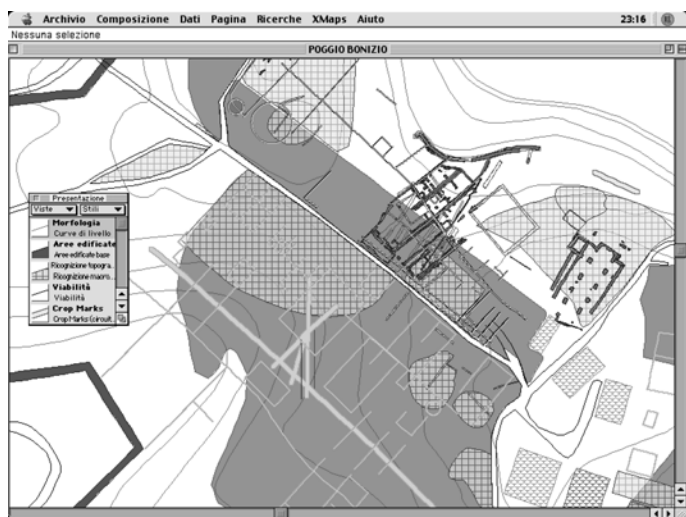 Archivio Composizione Dati Pagina Ricerche XMaps Aiuto 23:16
Nessuna selezione
POGGIO BONIZIO
Presentazione
Viste Stili
Morfologia
Curve di livello
Aree edificate
Aree edificate base
Ricognizione topogra...
Ricognizione macro...
Viabilità
Viabilità
Crop Marks
Crop Marks (circuit...